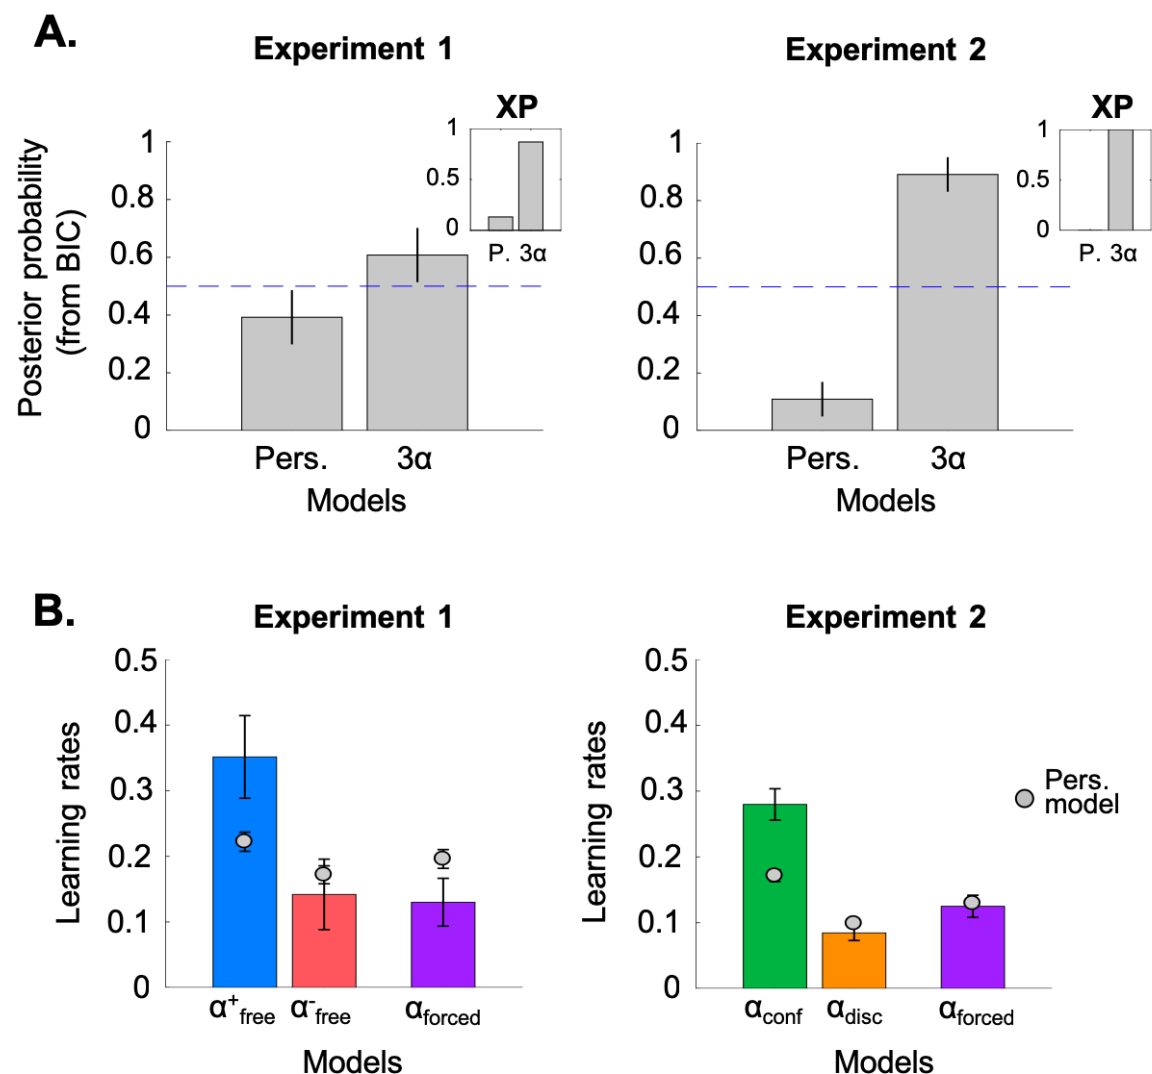 A.
Experiment 1
Experiment 2
XP
1
0.5
0
P. 3α
XP
1
0.5
0
P. 3α
Posterior probability
(from BIC)
1
0.8
0.6
0.4
0.2
0
Pers.
3α
Models
1
0.8
0.6
0.4
0.2
0
Pers.
3α
Models
B.
Experiment 1
Experiment 2
Learning rates
0.5
0.4
0.3
0.2
0.1
0
α⁺free
α⁻free
αforced
Models
Learning rates
0.5
0.4
0.3
0.2
0.1
0
αconf
αdisc
αforced
Models
Pers.
model